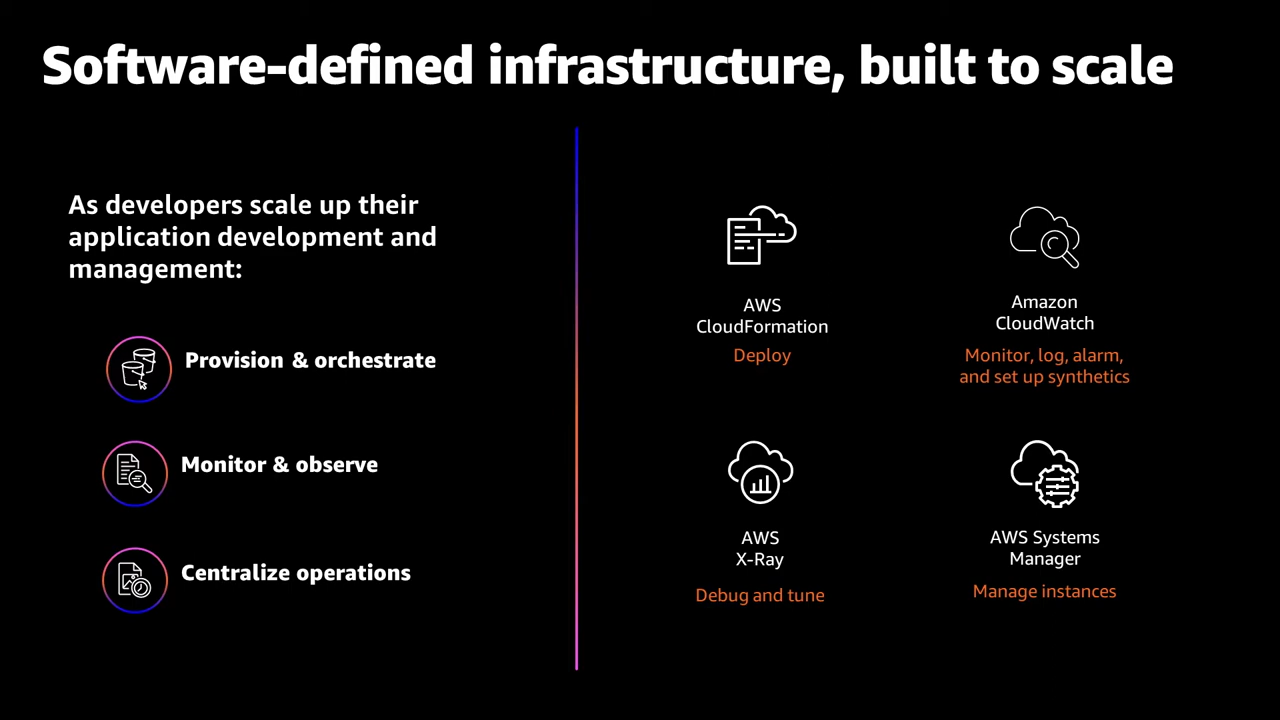 Software-defined infrastructure, built to scale
As developers scale up their
application development and
management:
Provision & orchestrate
Monitor & observe
Centralize operations
AWS
CloudFormation
Deploy
Amazon
CloudWatch
Monitor, log, alarm,
and set up synthetics
AWS
X-Ray
Debug and tune
AWS Systems
Manager
Manage instances